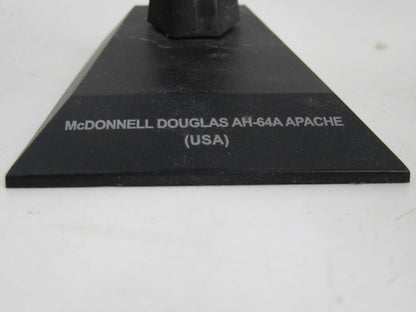 McDONNELL DOUGLAS AH-64A APACHE
(USA)